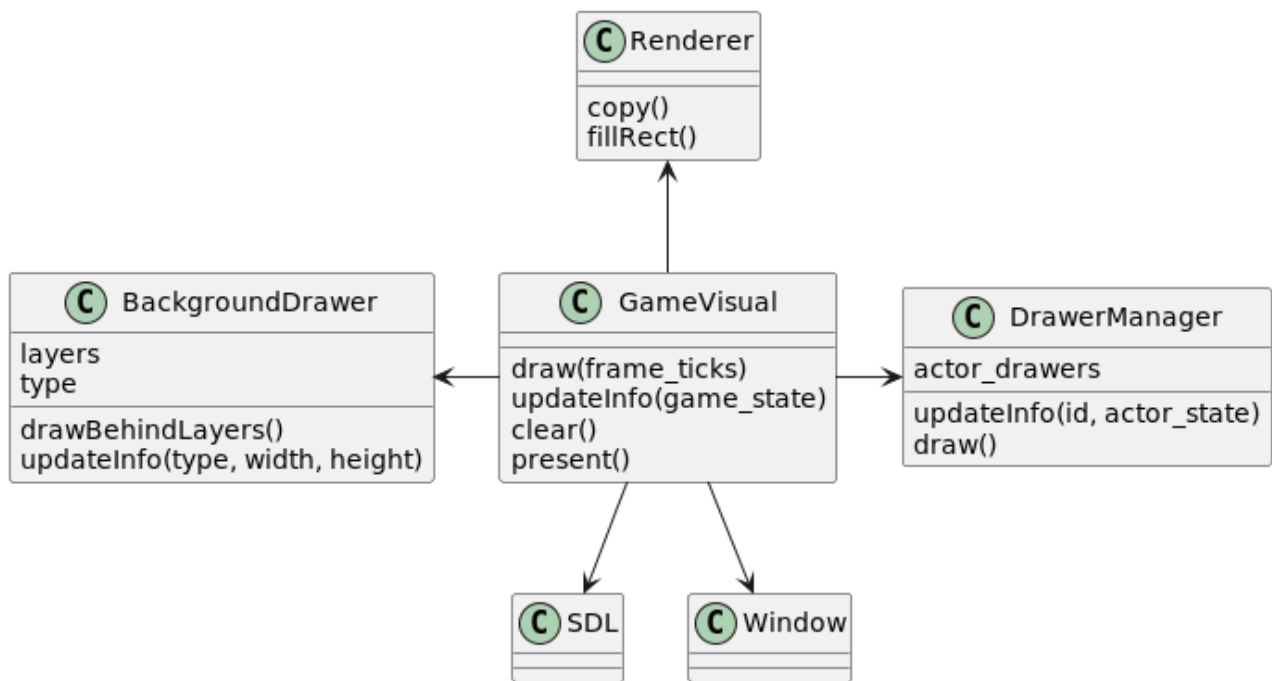 C Renderer
copy()
fillRect()
C BackgroundDrawer
layers
type
drawBehindLayers()
updateInfo(type, width, height)
C GameVisual
draw(frame_ticks)
updateInfo(game_state)
clear()
present()
C DrawerManager
actor_drawers
updateInfo(id, actor_state)
draw()
C SDL
C Window